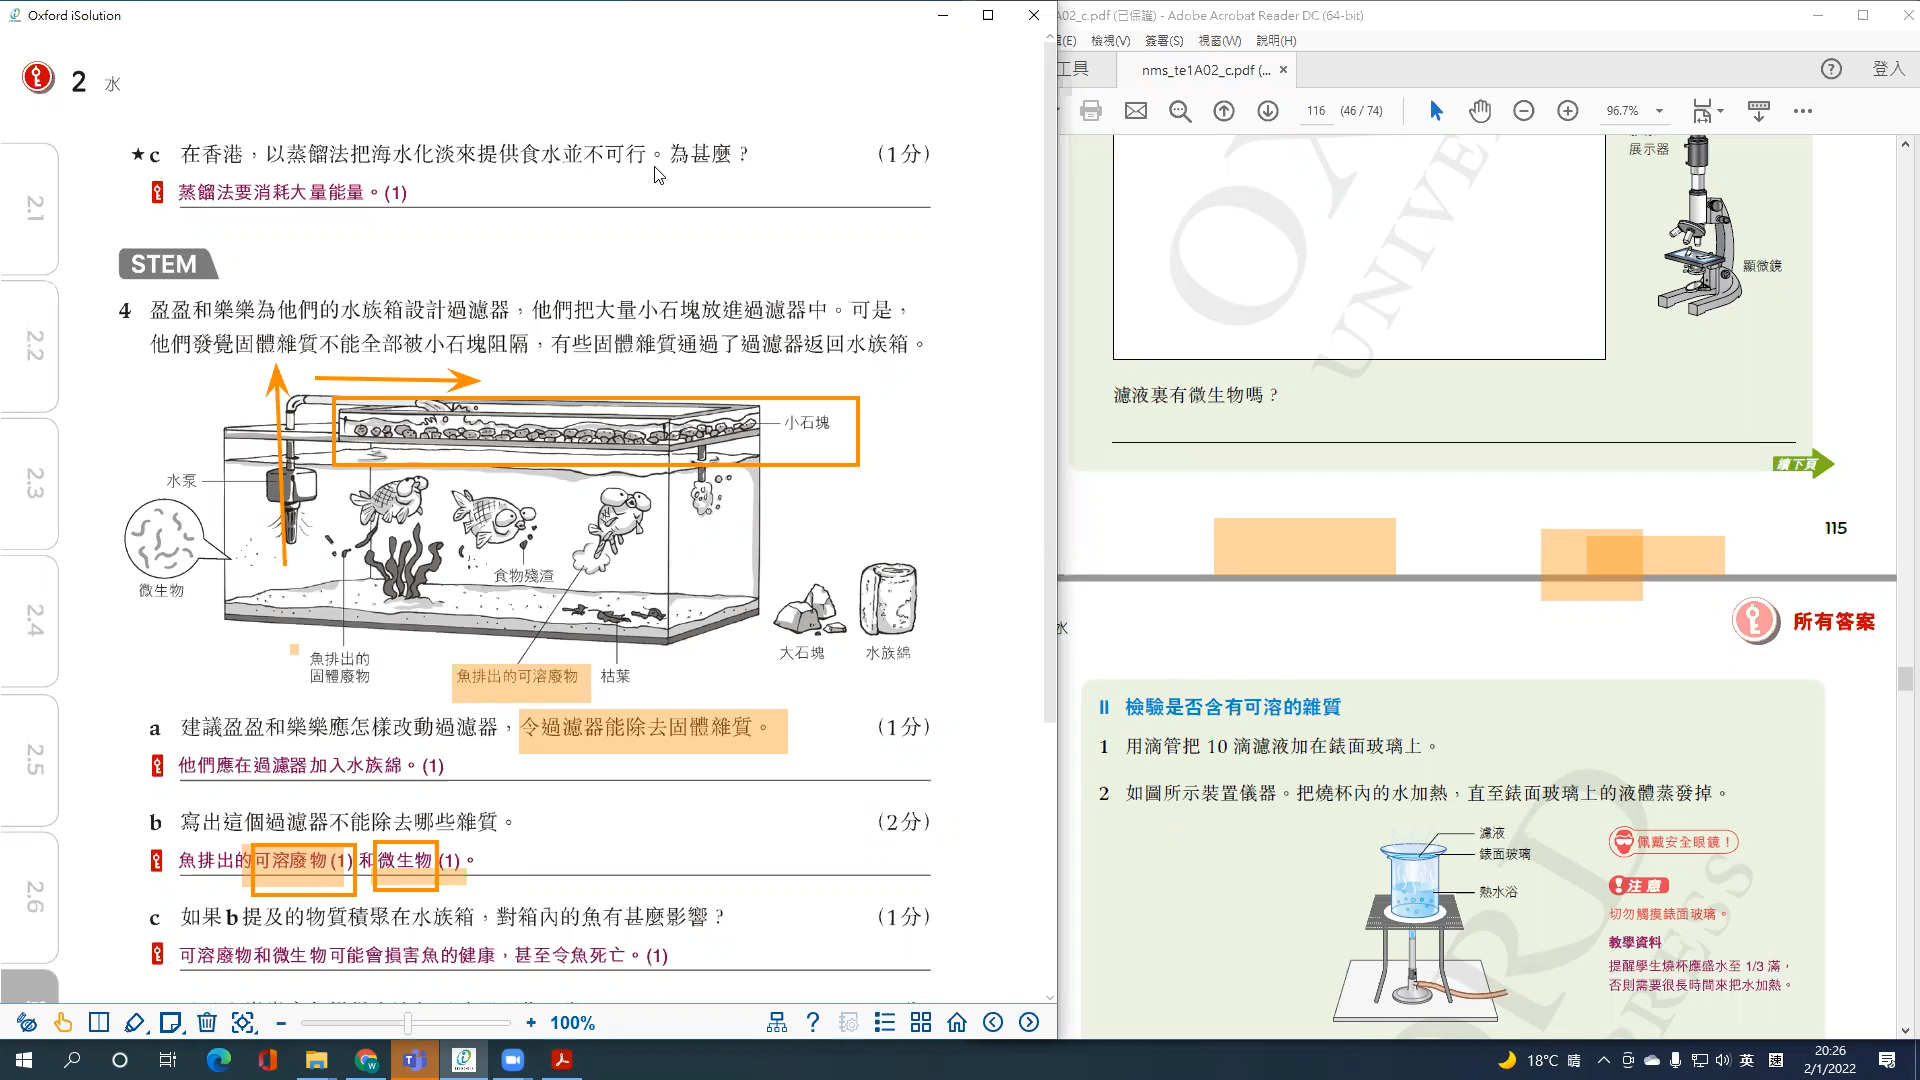 Oxford iSolution
2 水
★ c 在香港，以蒸餾法把海水化淡來提供食水並不可行。為甚麼？ (1分)
蒸餾法要消耗大量能量。(1)
STEM
4 盈盈和樂樂為他們的水族箱設計過濾器，他們把大量小石塊放進過濾器中。可是，
他們發覺固體雜質不能全部被小石塊阻隔，有些固體雜質通過了過濾器返回水族箱。
小石塊
水泵
微生物
食物殘渣
魚排出的
固體廢物
魚排出的可溶廢物
枯葉
大石塊
水族綿
a 建議盈盈和樂樂應怎樣改動過濾器，令過濾器能除去固體雜質。 (1分)
他們應在過濾器加入水族綿。(1)
b 寫出這個過濾器不能除去哪些雜質。 (2分)
魚排出的可溶廢物(1) 和微生物(1)。
c 如果b提及的物質積聚在水族箱，對箱內的魚有甚麼影響？ (1分)
可溶廢物和微生物可能會損害魚的健康，甚至令魚死亡。(1)
2.1
2.2
2.3
2.4
2.5
2.6
100%
A02_c.pdf (已保護) - Adobe Acrobat Reader DC (64-bit)
(E) 檢視(V) 簽署(S) 視窗(W) 說明(H)
工具 nms_te1A02_c.pdf (... × 登入
116 (46 / 74) 96.7%
展示器
顯微鏡
OX
UNIVE
濾液裏有微生物嗎？
續下頁
115
水
所有答案
II 檢驗是否含有可溶的雜質
1 用滴管把 10 滴濾液加在錶面玻璃上。
2 如圖所示裝置儀器。把燒杯內的水加熱，直至錶面玻璃上的液體蒸發掉。
濾液
錶面玻璃
熱水浴
佩戴安全眼鏡！
注意
切勿觸摸錶面玻璃。
教學資料
提醒學生燒杯應盛水至 1/3 滿，
否則需要很長時間來把水加熱。
ORD
RESS
18°C 晴 英 速
20:26
2/1/2022